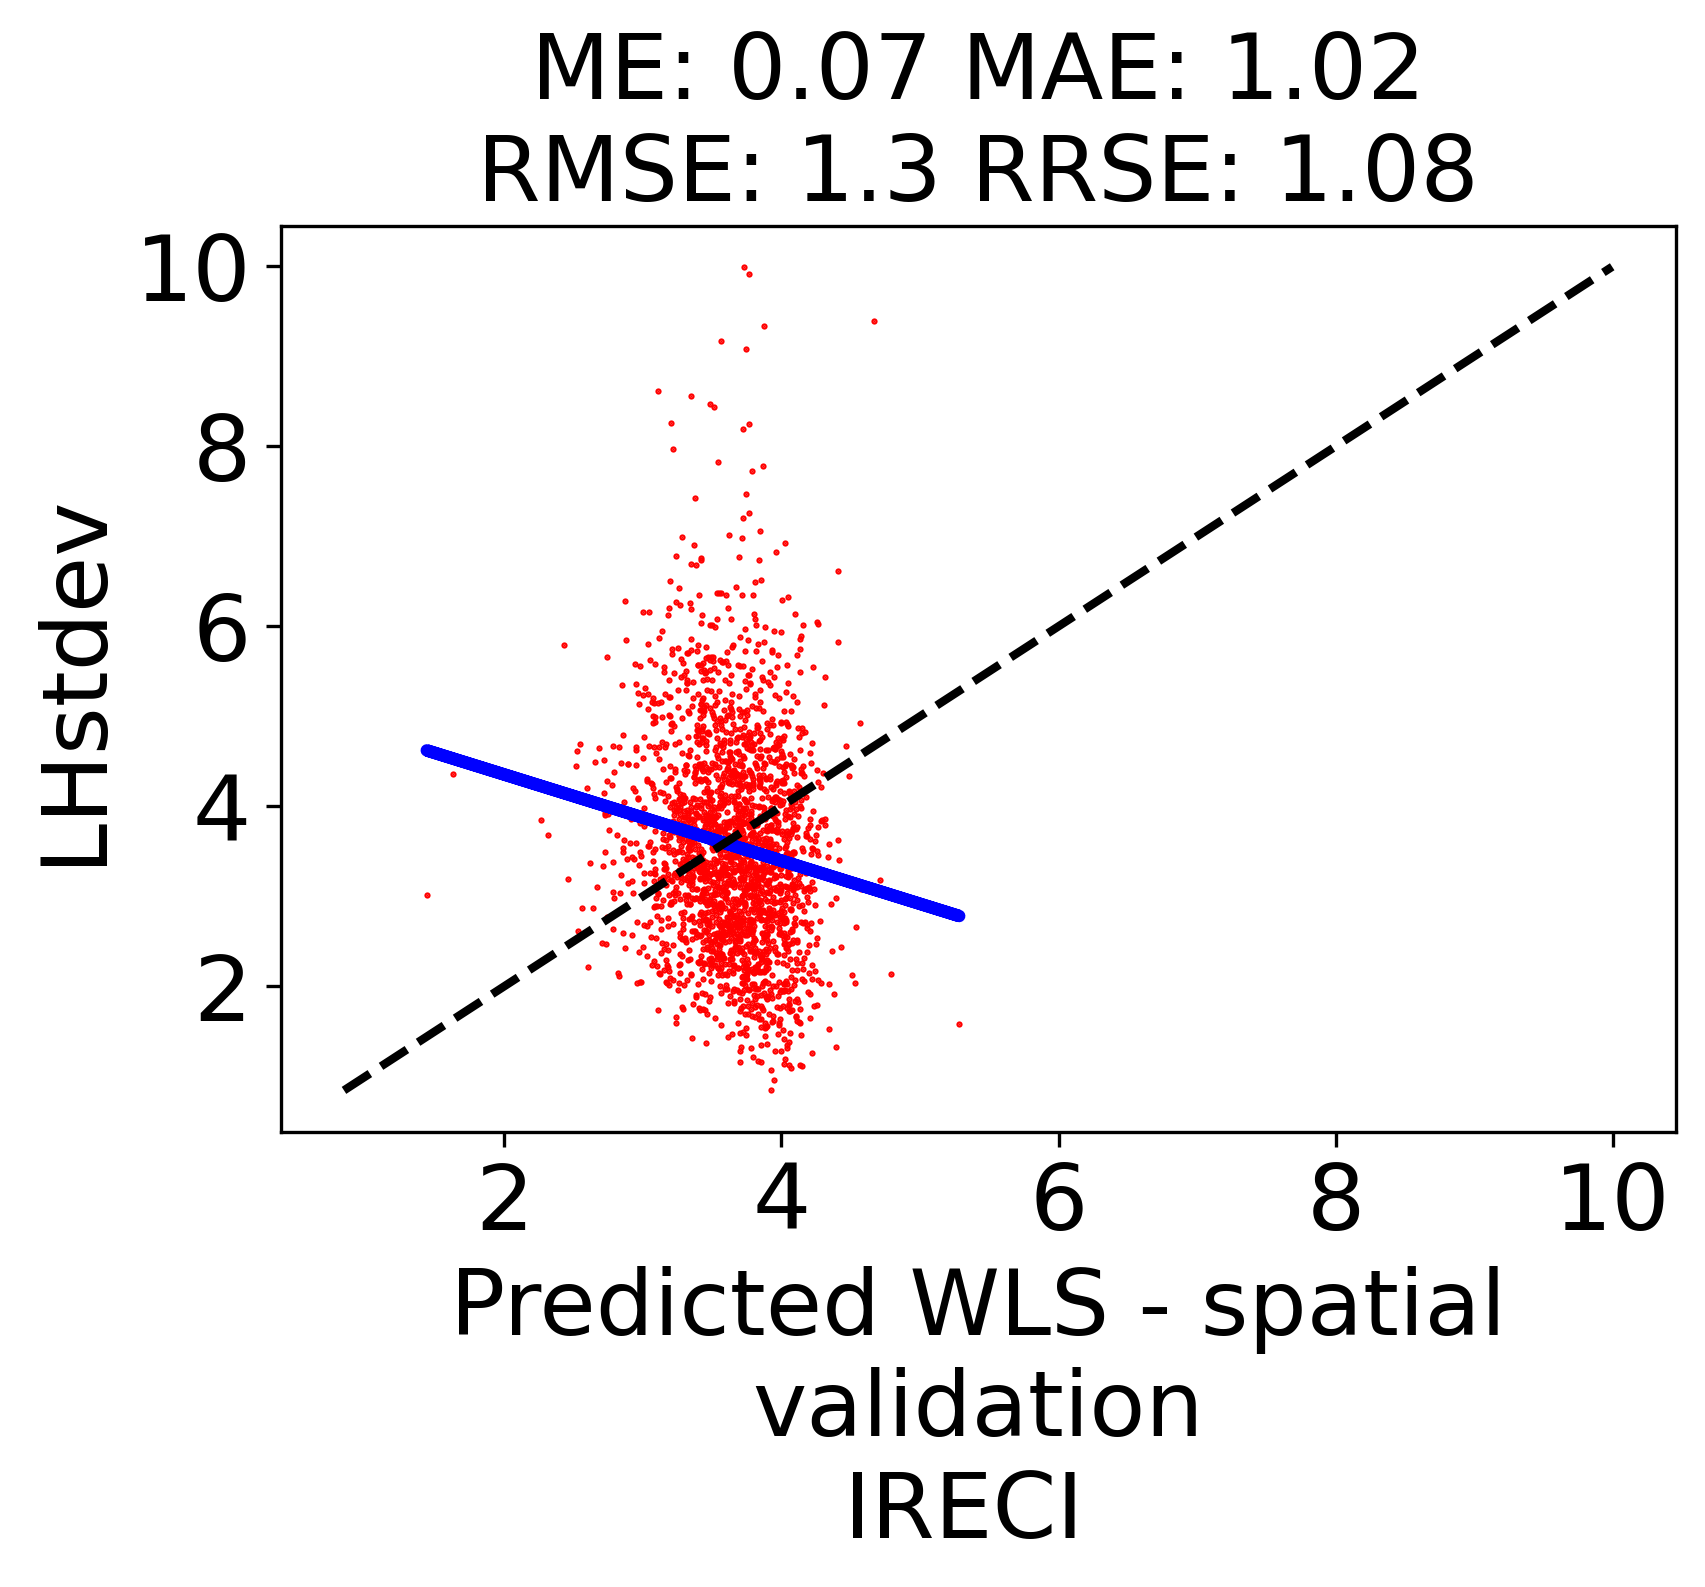 ME: 0.07 MAE: 1.02
RMSE: 1.3 RRSE: 1.08
10
8
6
4
2
LHstdev
2 4 6 8 10
Predicted WLS - spatial
validation
IRECI